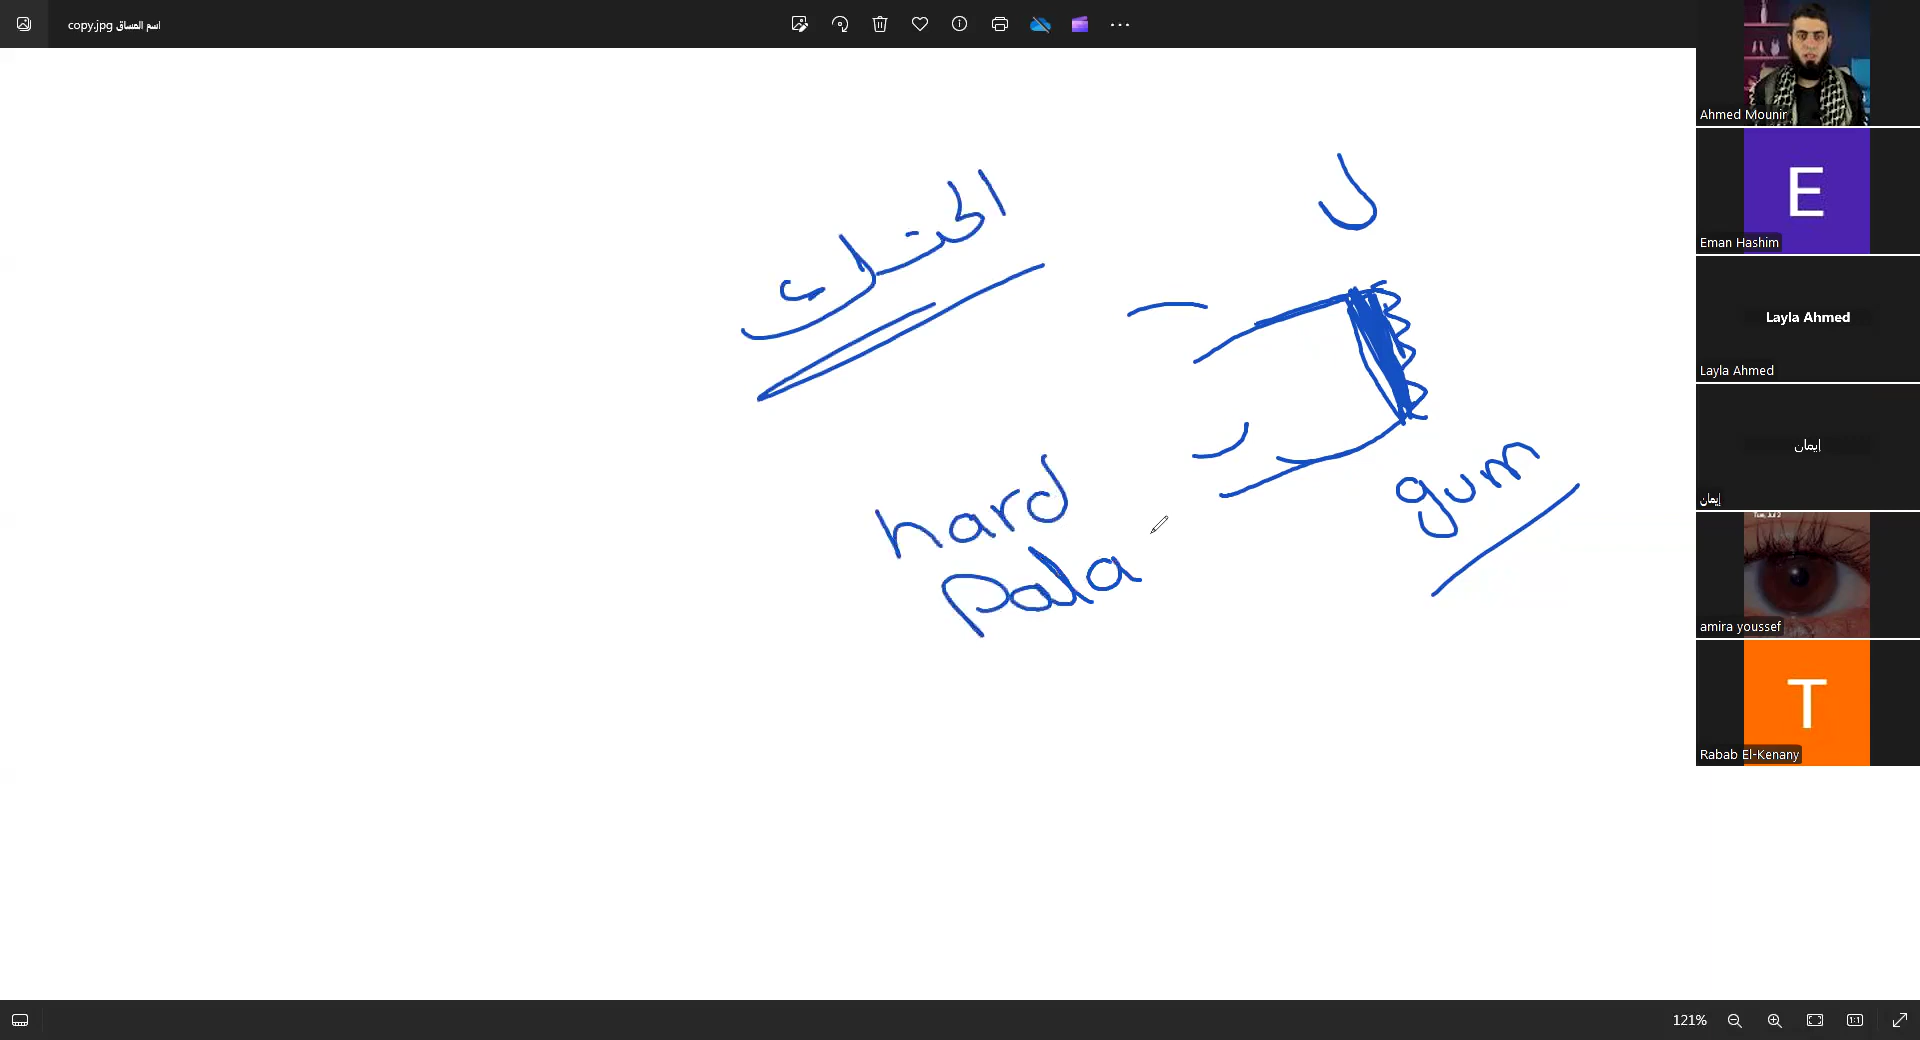 اسم المساق copy.jpg
Ahmed Mounir
E
Eman Hashim
Layla Ahmed
Layla Ahmed
إيمان
إيمان
amira youssef
T
Rabab El-Kenany
ل
gum
hard
pala
121%